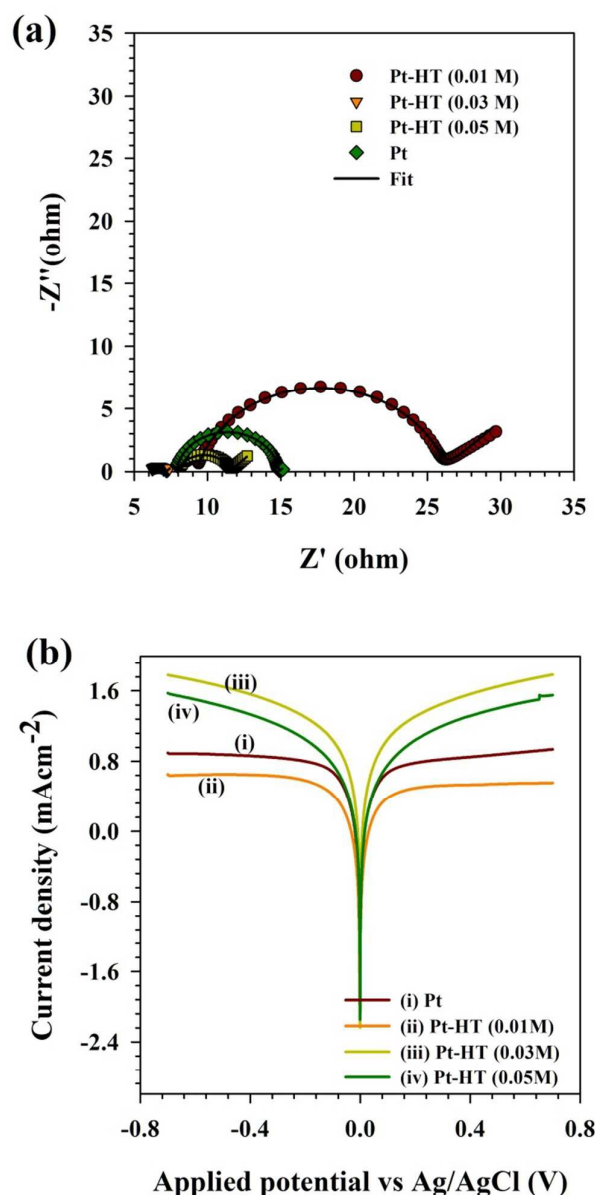 (a)
35
30
25
20
15
10
5
0
-Z''(ohm)
Pt-HT (0.01 M)
Pt-HT (0.03 M)
Pt-HT (0.05 M)
Pt
Fit
5 10 15 20 25 30 35
Z' (ohm)
(b)
1.6
0.8
0.0
-0.8
-1.6
-2.4
Current density (mAcm-2)
(iii)
(iv)
(i)
(ii)
(i) Pt
(ii) Pt-HT (0.01M)
(iii) Pt-HT (0.03M)
(iv) Pt-HT (0.05M)
-0.8 -0.4 0.0 0.4 0.8
Applied potential vs Ag/AgCl (V)